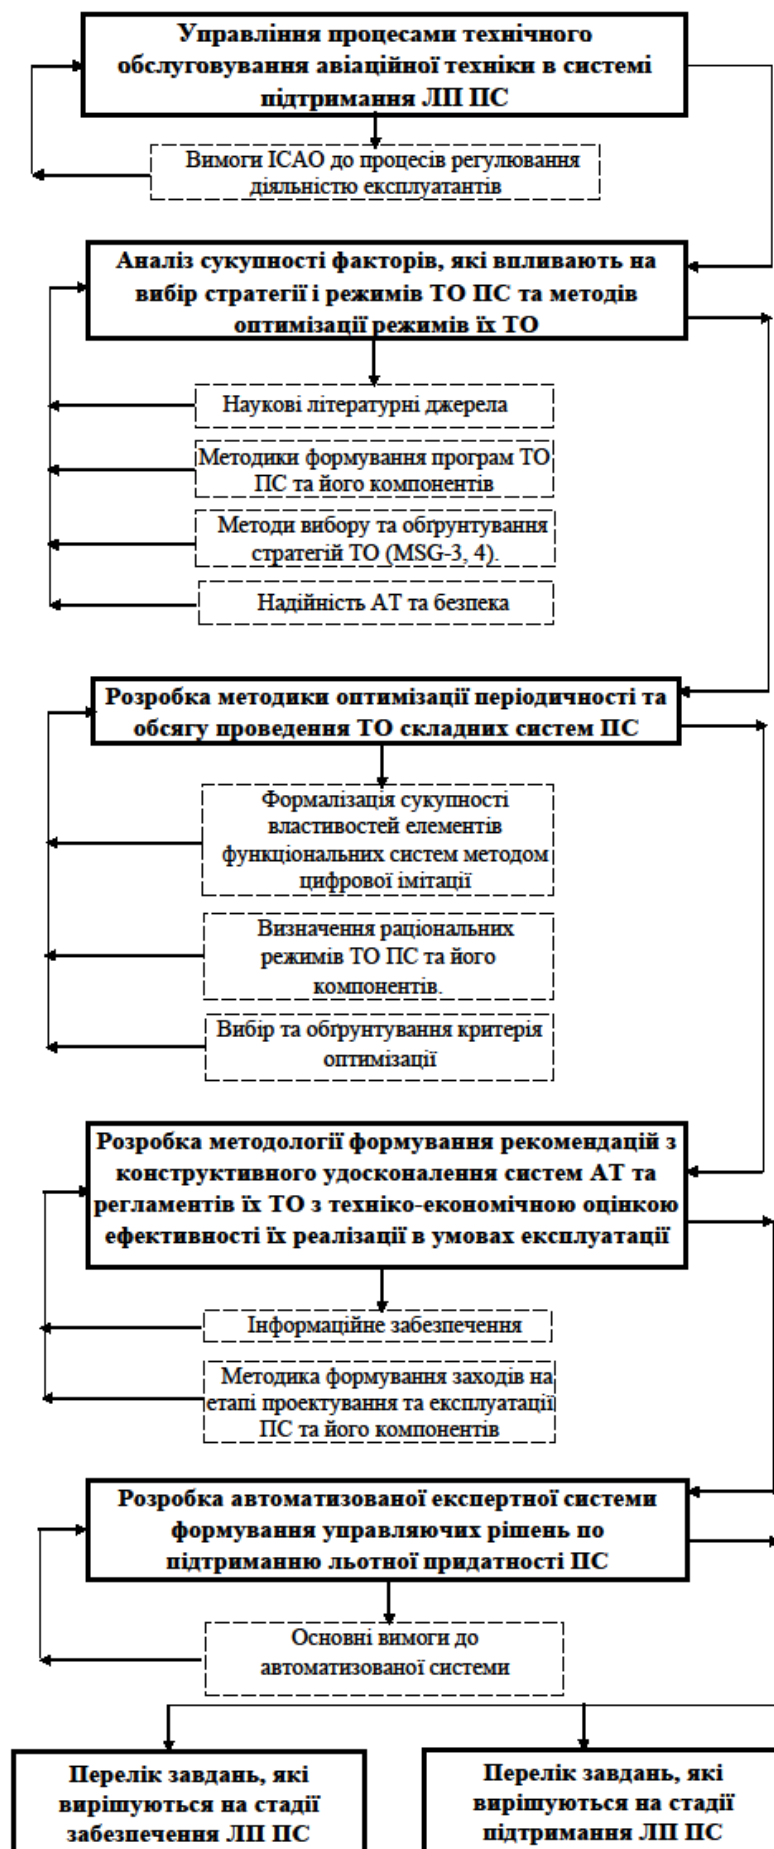 Управління процесами технічного
обслуговування авіаційної техніки в системі
підтримання ЛП ПС
Вимоги ІСАО до процесів регулювання
діяльністю експлуатантів
Аналіз сукупності факторів, які впливають на
вибір стратегії і режимів ТО ПС та методів
оптимізації режимів їх ТО
Наукові літературні джерела
Методики формування програм ТО
ПС та його компонентів
Методи вибору та обґрунтування
стратегій ТО (MSG-3, 4).
Надійність АТ та безпека
Розробка методики оптимізації періодичності та
обсягу проведення ТО складних систем ПС
Формалізація сукупності
властивостей елементів
функціональних систем методом
цифрової імітації
Визначення раціональних
режимів ТО ПС та його
компонентів.
Вибір та обґрунтування критерія
оптимізації
Розробка методології формування рекомендацій з
конструктивного удосконалення систем АТ та
регламентів їх ТО з техніко-економічною оцінкою
ефективності їх реалізації в умовах експлуатації
Інформаційне забезпечення
Методика формування заходів на
етапі проектування та експлуатації
ПС та його компонентів
Розробка автоматизованої експертної системи
формування управляючих рішень по
підтриманню льотної придатності ПС
Основні вимоги до
автоматизованої системи
Перелік завдань, які
вирішуються на стадії
забезпечення ЛП ПС
Перелік завдань, які
вирішуються на стадії
підтримання ЛП ПС